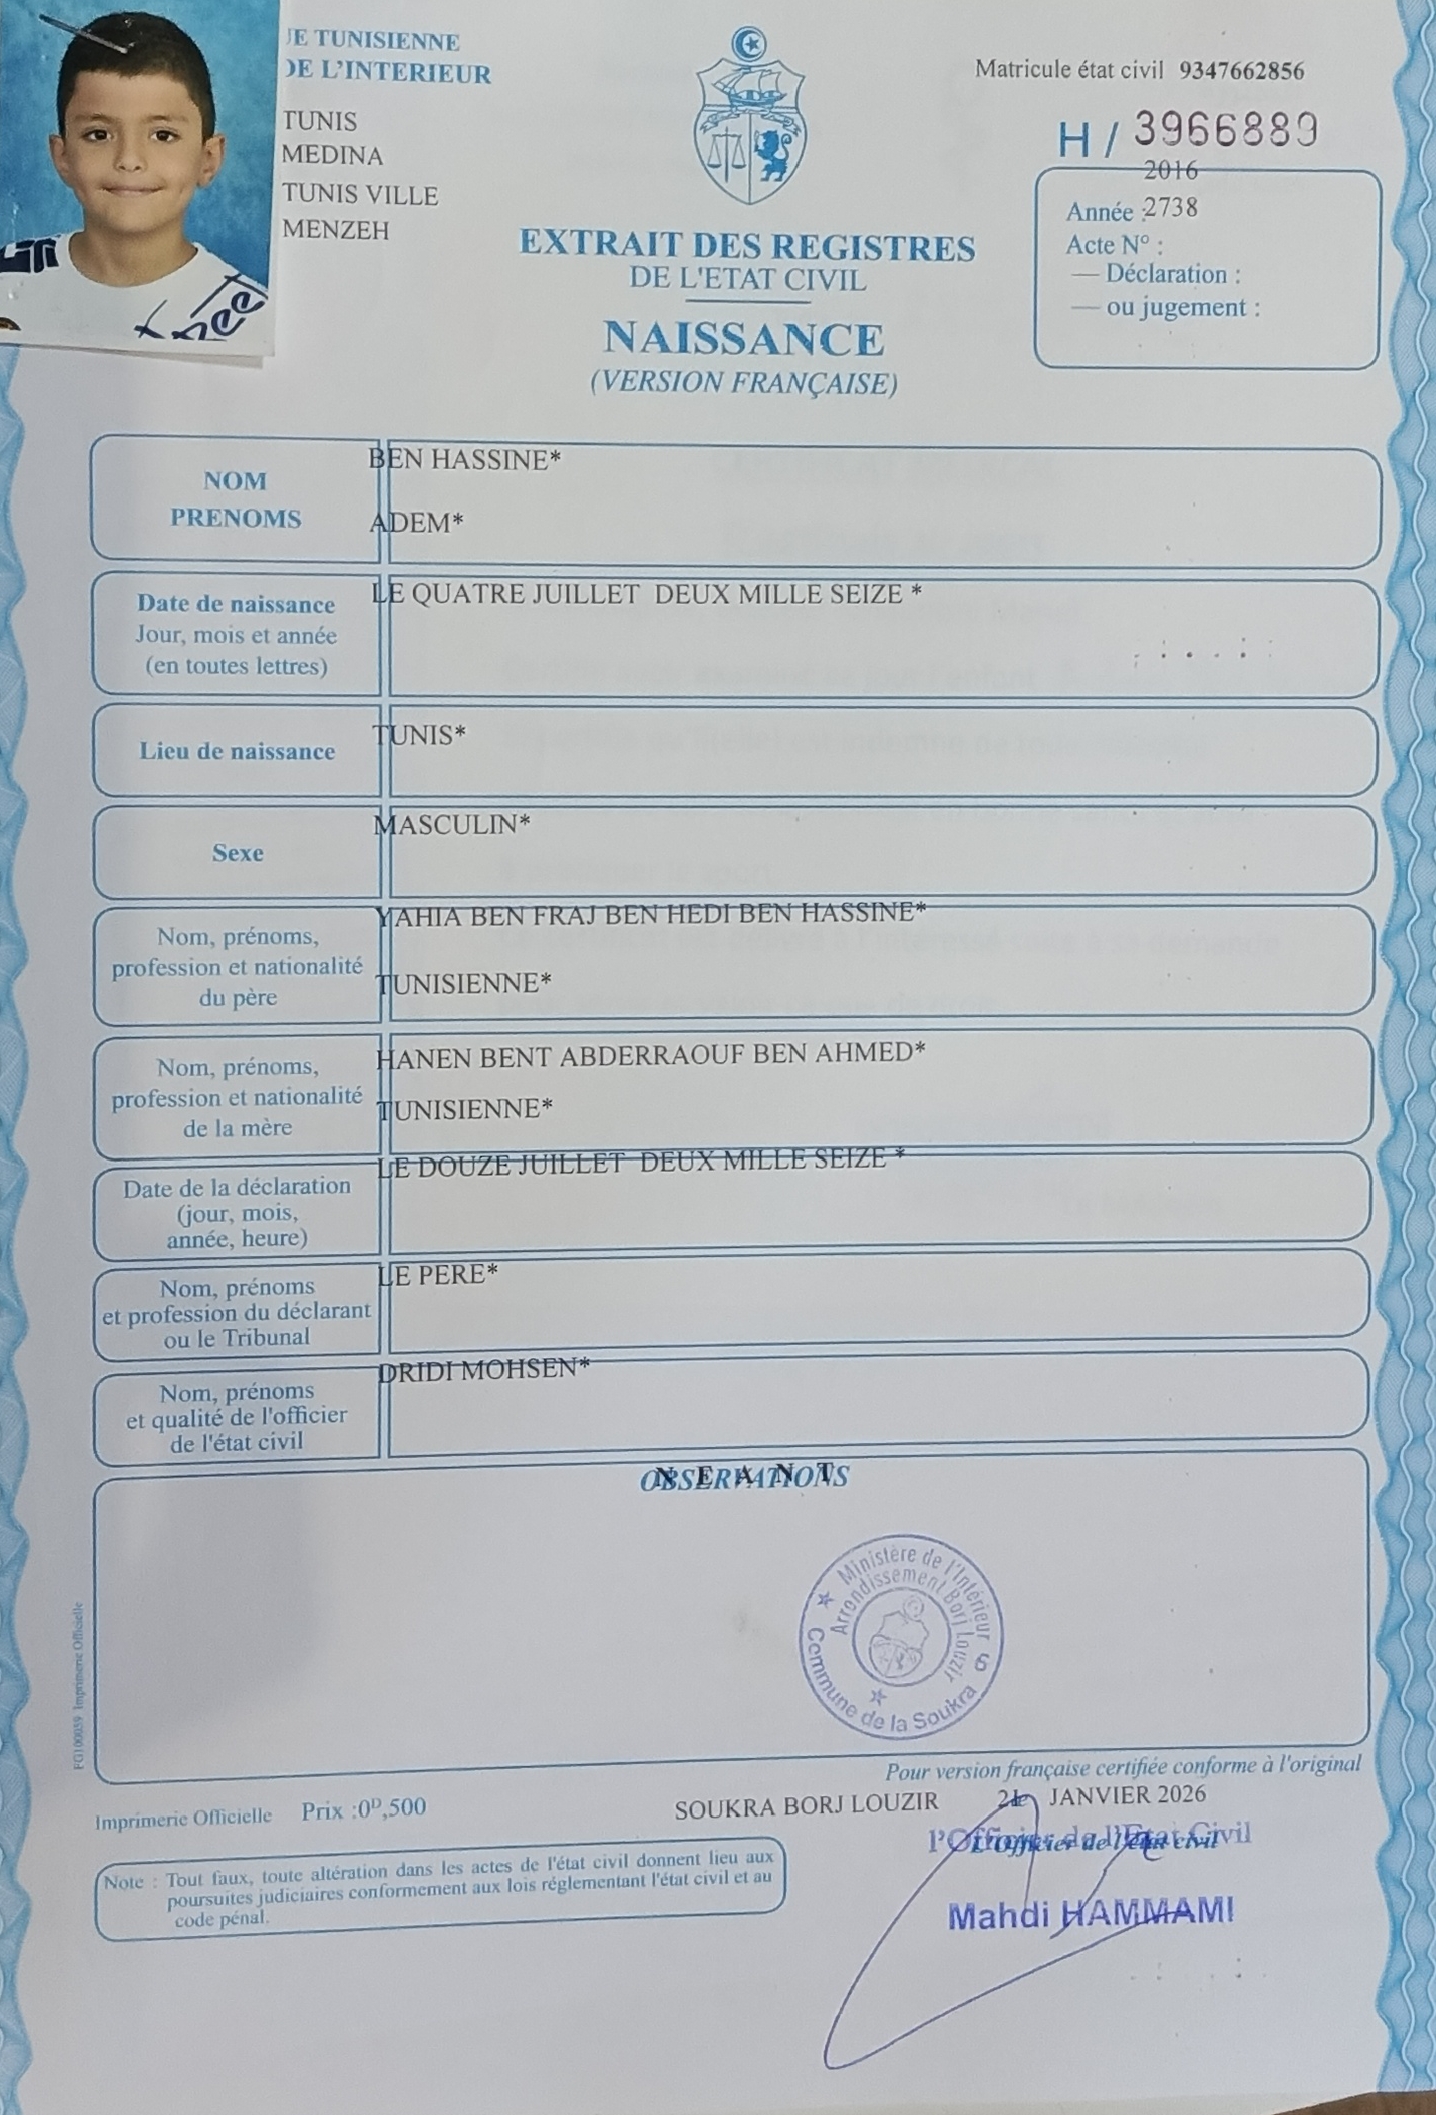 UE TUNISIENNE
DE L'INTERIEUR
TUNIS
MEDINA
TUNIS VILLE
MENZEH
Matricule état civil 9347662856
H / 3966889
2016
Année : 2738
Acte N° :
— Déclaration :
— ou jugement :
EXTRAIT DES REGISTRES
DE L'ETAT CIVIL
NAISSANCE
(VERSION FRANÇAISE)
NOM
PRENOMS
BEN HASSINE*
ADEM*
Date de naissance
Jour, mois et année
(en toutes lettres)
LE QUATRE JUILLET DEUX MILLE SEIZE *
Lieu de naissance
TUNIS*
Sexe
MASCULIN*
Nom, prénoms,
profession et nationalité
du père
YAHIA BEN FRAJ BEN HEDI BEN HASSINE*
TUNISIENNE*
Nom, prénoms,
profession et nationalité
de la mère
HANEN BENT ABDERRAOUF BEN AHMED*
TUNISIENNE*
Date de la déclaration
(jour, mois,
année, heure)
LE DOUZE JUILLET DEUX MILLE SEIZE *
Nom, prénoms
et profession du déclarant
ou le Tribunal
LE PERE*
Nom, prénoms
et qualité de l'officier
de l'état civil
DRIDI MOHSEN*
OBSERVATIONS
N E A N T
Ministère de l'Intérieur 6
Arrondissement Borj Louzir
Commune de la Soukra
FG100059 Imprimerie Officielle
Pour version française certifiée conforme à l'original
Imprimerie Officielle Prix :0ᴰ,500
SOUKRA BORJ LOUZIR le JANVIER 2026
l'Officier de l'Etat Civil
L'Officier de l'état civil
Mahdi HAMMAMI
Note : Tout faux, toute altération dans les actes de l'état civil donnent lieu aux
poursuites judiciaires conformement aux lois réglementant l'état civil et au
code pénal.